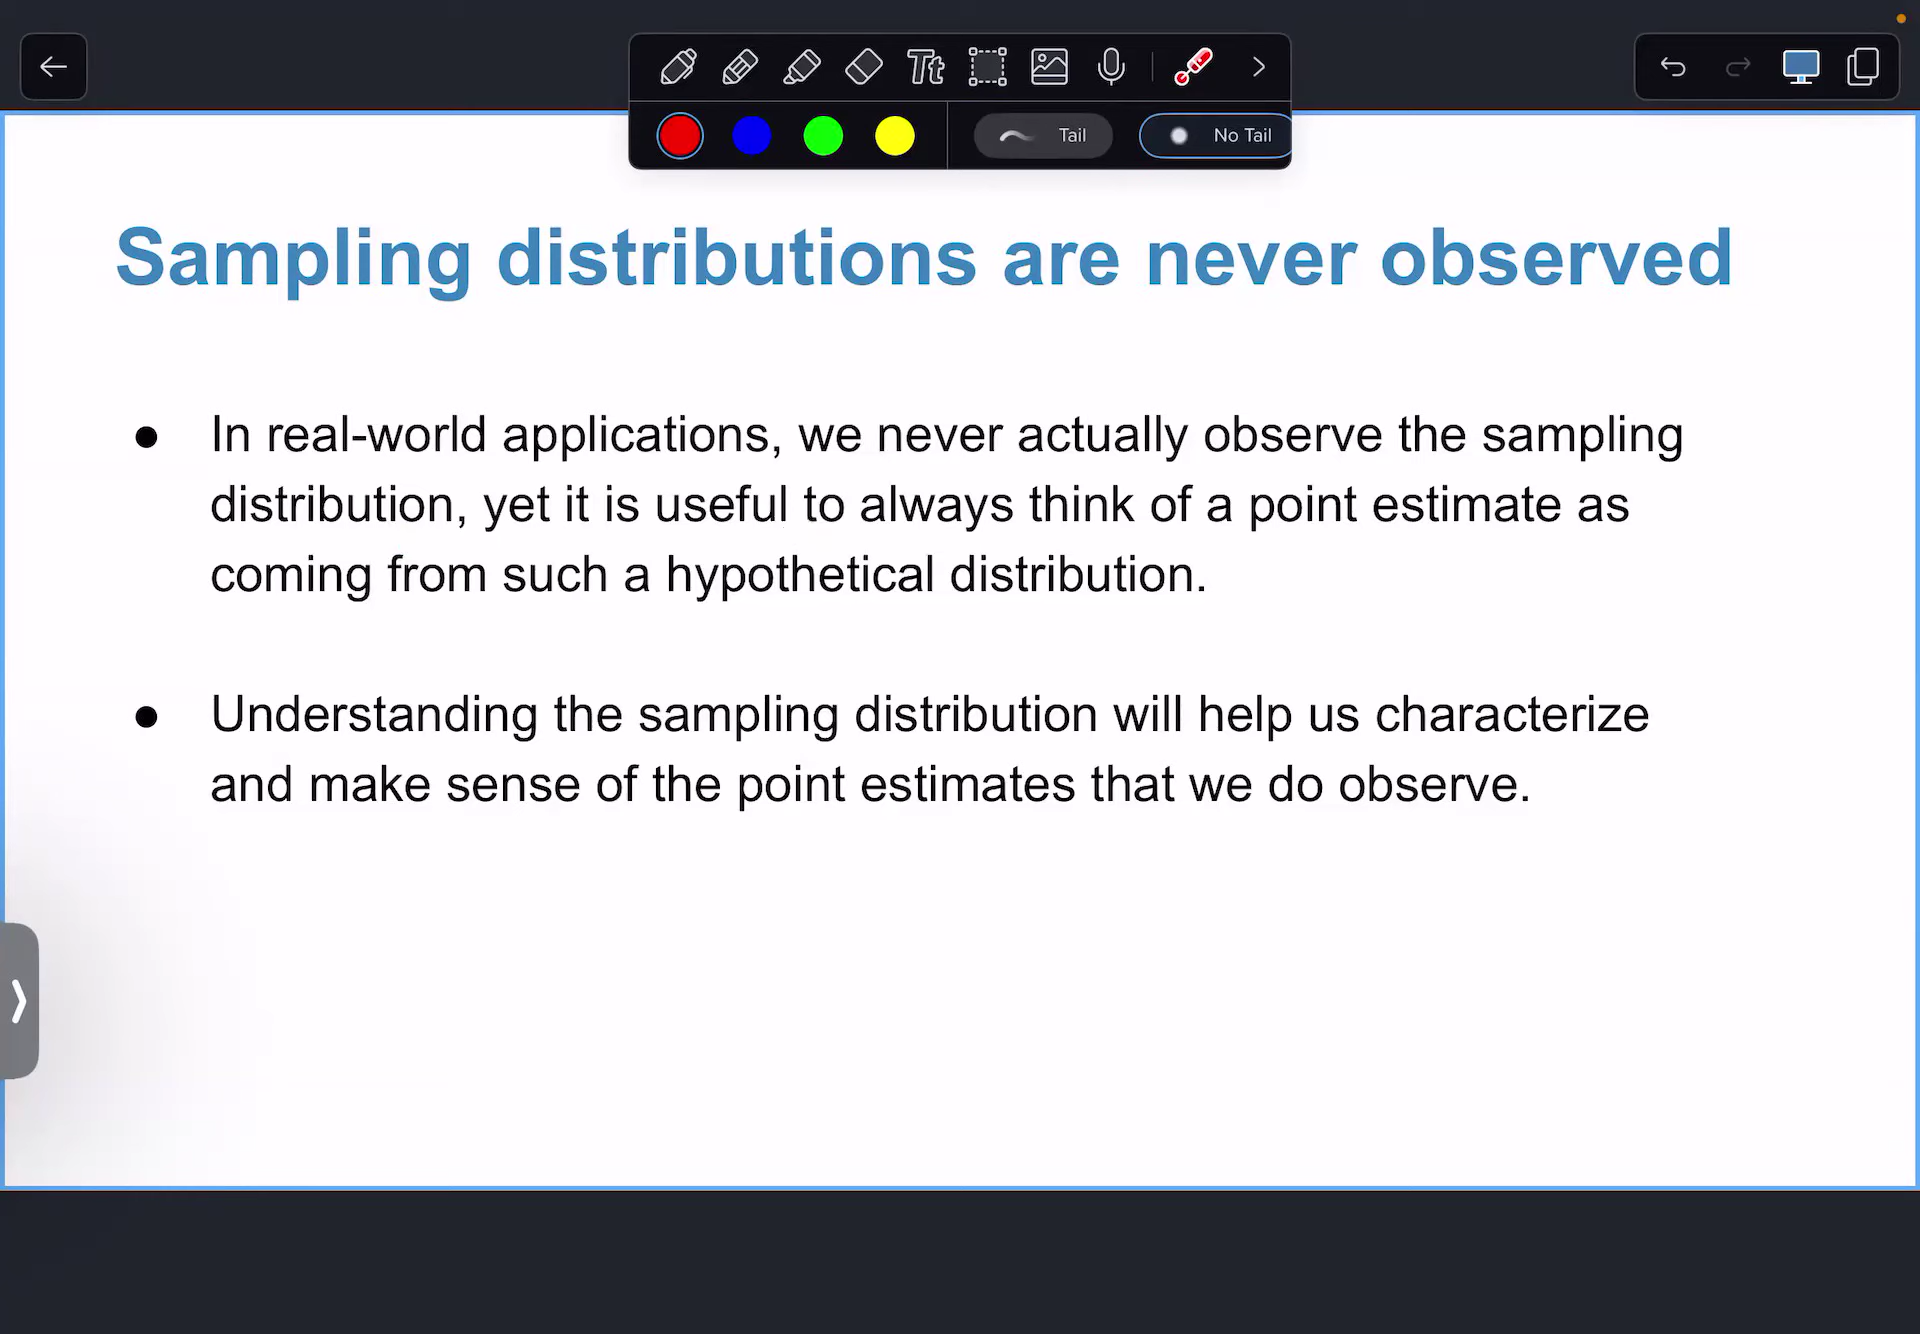 Tt
Tail No Tail
Sampling distributions are never observed
● In real-world applications, we never actually observe the sampling
distribution, yet it is useful to always think of a point estimate as
coming from such a hypothetical distribution.
● Understanding the sampling distribution will help us characterize
and make sense of the point estimates that we do observe.